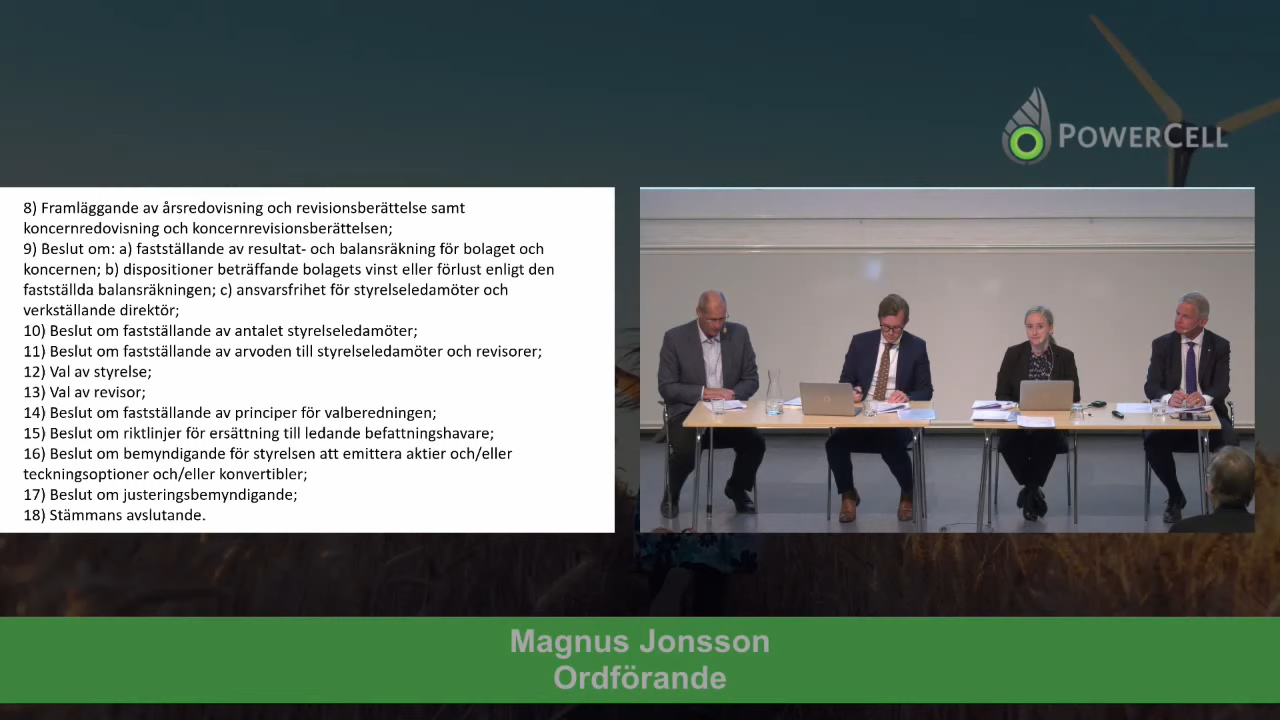 POWERCELL
8) Framläggande av årsredovisning och revisionsberättelse samt
koncernredovisning och koncernrevisionsberättelsen;
9) Beslut om: a) fastställande av resultat- och balansräkning för bolaget och
koncernen; b) dispositioner beträffande bolagets vinst eller förlust enligt den
fastställda balansräkningen; c) ansvarsfrihet för styrelseledamöter och
verkställande direktör;
10) Beslut om fastställande av antalet styrelseledamöter;
11) Beslut om fastställande av arvoden till styrelseledamöter och revisorer;
12) Val av styrelse;
13) Val av revisor;
14) Beslut om fastställande av principer för valberedningen;
15) Beslut om riktlinjer för ersättning till ledande befattningshavare;
16) Beslut om bemyndigande för styrelsen att emittera aktier och/eller
teckningsoptioner och/eller konvertibler;
17) Beslut om justeringsbemyndigande;
18) Stämmans avslutande.
Magnus Jonsson
Ordförande